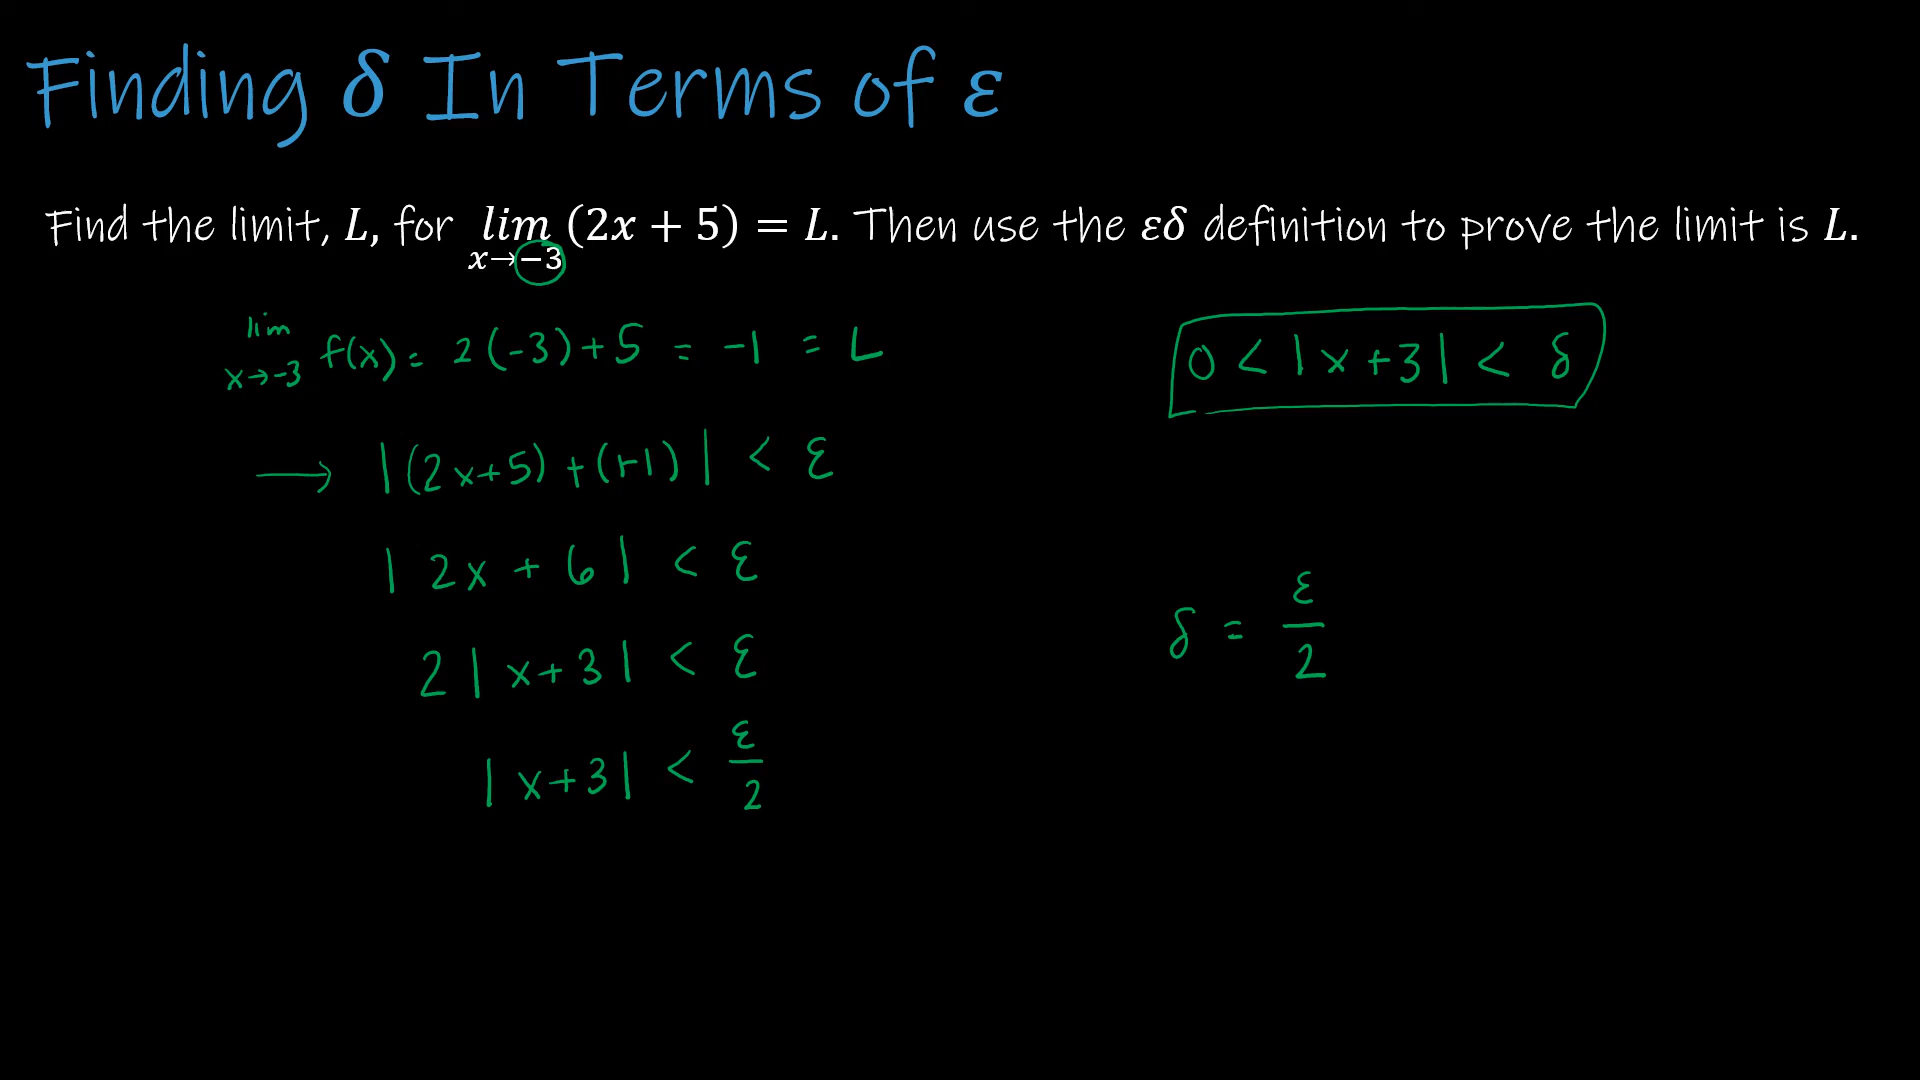 Finding δ In Terms of ε
Find the limit, L, for lim x→−3 (2x + 5) = L. Then use the εδ definition to prove the limit is L.
lim x→-3 f(x) = 2(-3)+5 = -1 = L
0 < |x+3| < δ
→ |(2x+5) + (+1)| < ε
|2x + 6| < ε
2|x+3| < ε
δ = ε/2
|x+3| < ε/2